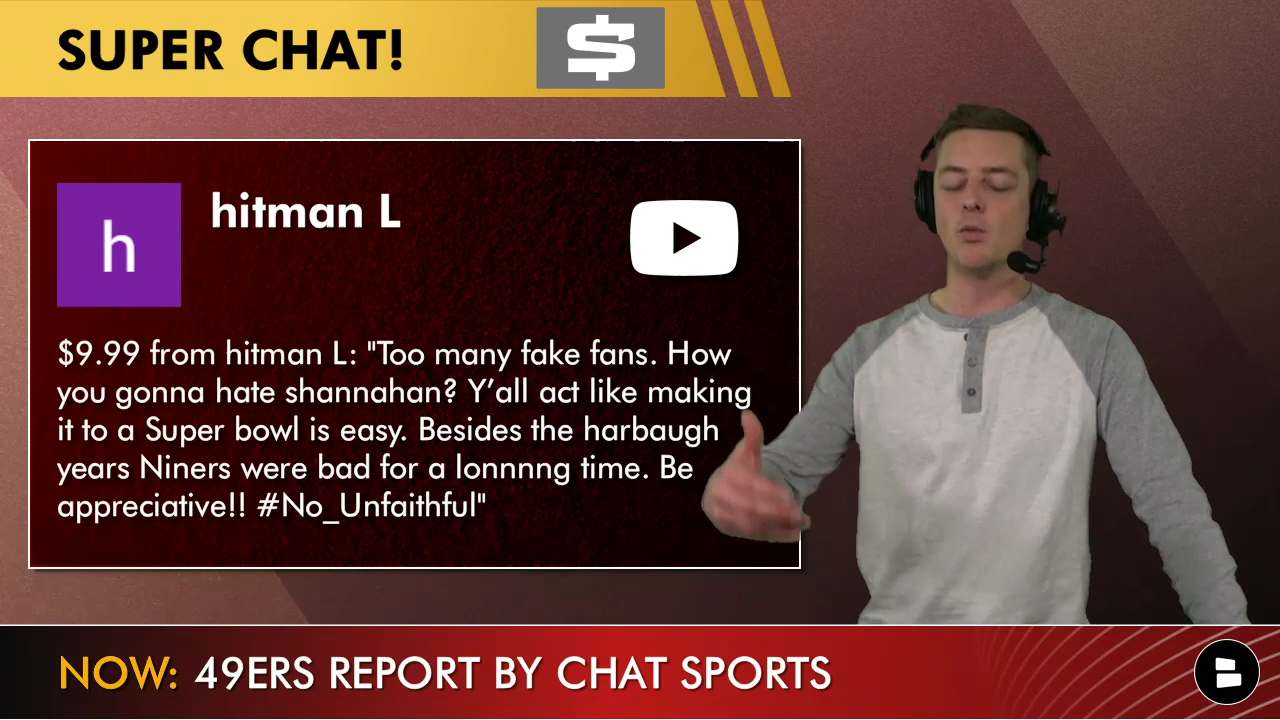 SUPER CHAT!
$
h
hitman L
$9.99 from hitman L: "Too many fake fans. How
you gonna hate shannahan? Y’all act like making
it to a Super bowl is easy. Besides the harbaugh
years Niners were bad for a lonnnng time. Be
appreciative!! #No_Unfaithful"
NOW: 49ERS REPORT BY CHAT SPORTS